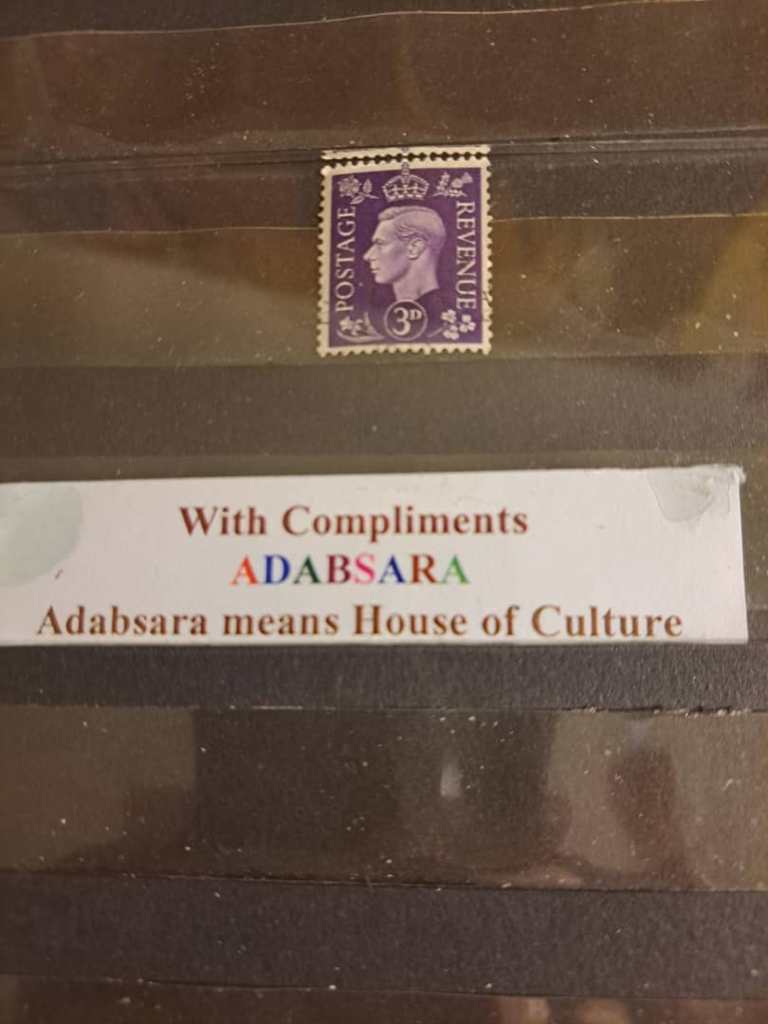 POSTAGE
REVENUE
3D
With Compliments
ADABSARA
Adabsara means House of Culture